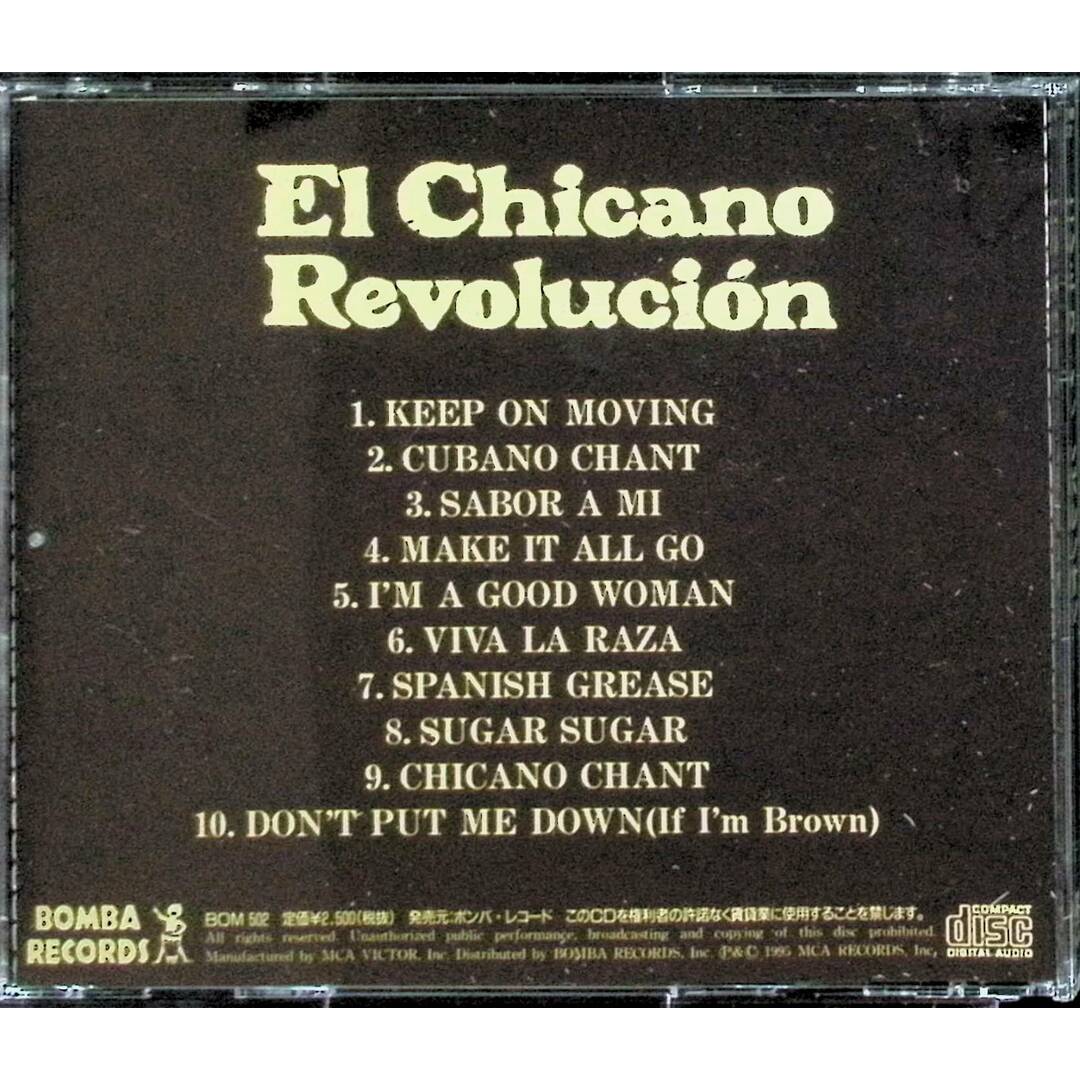 El Chicano
Revolución
1. KEEP ON MOVING
2. CUBANO CHANT
3. SABOR A MI
4. MAKE IT ALL GO
5. I'M A GOOD WOMAN
6. VIVA LA RAZA
7. SPANISH GREASE
8. SUGAR SUGAR
9. CHICANO CHANT
10. DON'T PUT ME DOWN(If I'm Brown)
BOMBA
RECORDS
BOM 502 定価¥2,500(税抜) 発売元:ボンバ・レコード このCDを権利者の許諾なく賃貸業に使用することを禁じます。
All rights reserved. Unauthorized public performance, broadcasting and copying of this disc prohibited.
Manufactured by MCA VICTOR, Inc. Distributed by BOMBA RECORDS, Inc. ℗&© 1995 MCA RECORDS, Inc,
COMPACT
disc
DIGITAL AUDIO